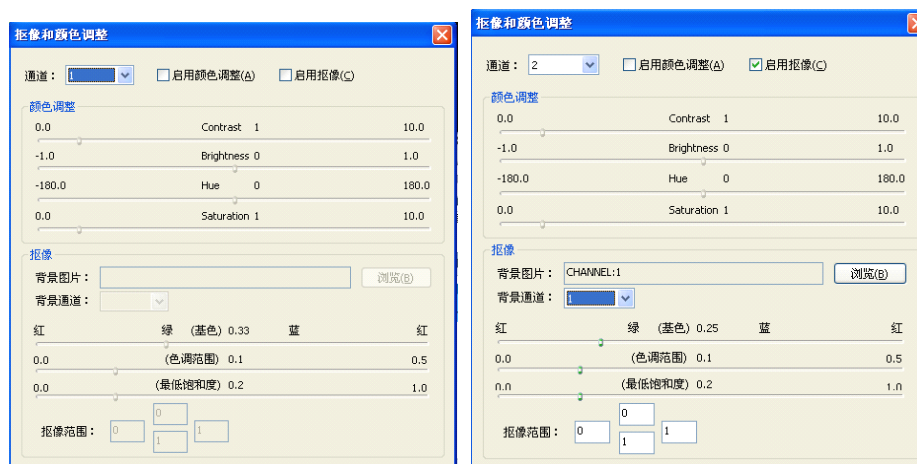 抠像和颜色调整
通道： 1 启用颜色调整(A) 启用抠像(C)
颜色调整
0.0 Contrast 1 10.0
-1.0 Brightness 0 1.0
-180.0 Hue 0 180.0
0.0 Saturation 1 10.0
抠像
背景图片： 浏览(B)
背景通道：
红 绿 (基色) 0.33 蓝 红
0.0 (色调范围) 0.1 0.5
0.0 (最低饱和度) 0.2 1.0
0
抠像范围： 0 1
1
抠像和颜色调整
通道： 2 启用颜色调整(A) 启用抠像(C)
颜色调整
0.0 Contrast 1 10.0
-1.0 Brightness 0 1.0
-180.0 Hue 0 180.0
0.0 Saturation 1 10.0
抠像
背景图片： CHANNEL:1 浏览(B)
背景通道： 1
红 绿 (基色) 0.25 蓝 红
0.0 (色调范围) 0.1 0.5
0.0 (最低饱和度) 0.2 1.0
0
抠像范围： 0 1
1